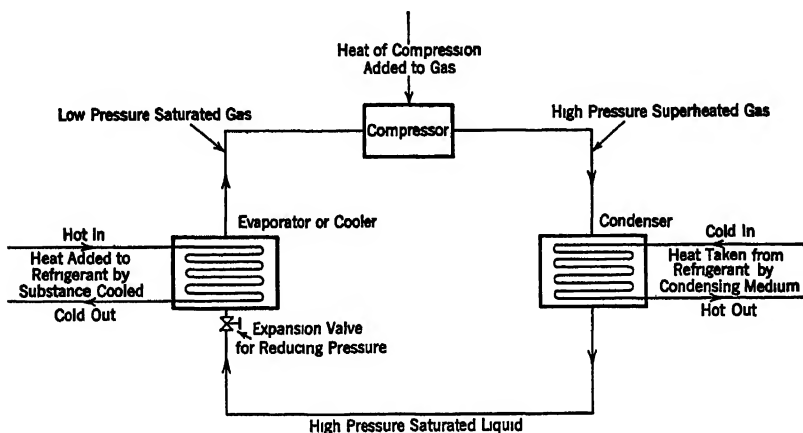 Heat of Compression
Added to Gas
Low Pressure Saturated Gas
Compressor
High Pressure Superheated Gas
Evaporator or Cooler
Condenser
Hot In
Heat Added to
Refrigerant by
Substance Cooled
Cold Out
Cold In
Heat Taken from
Refrigerant by
Condensing Medium
Hot Out
Expansion Valve
for Reducing Pressure
High Pressure Saturated Liquid